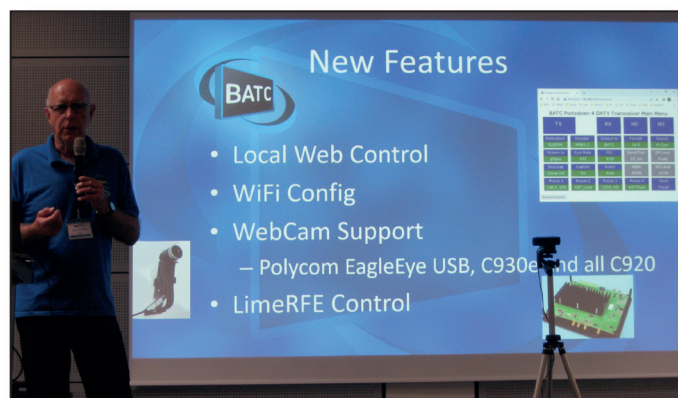 New Features
BATC
BATC Portsdown 4 DATV Transceiver Main Menu
• Local Web Control
• WiFi Config
• WebCam Support
– Polycom EagleEye USB, C930e and all C920
• LimeRFE Control